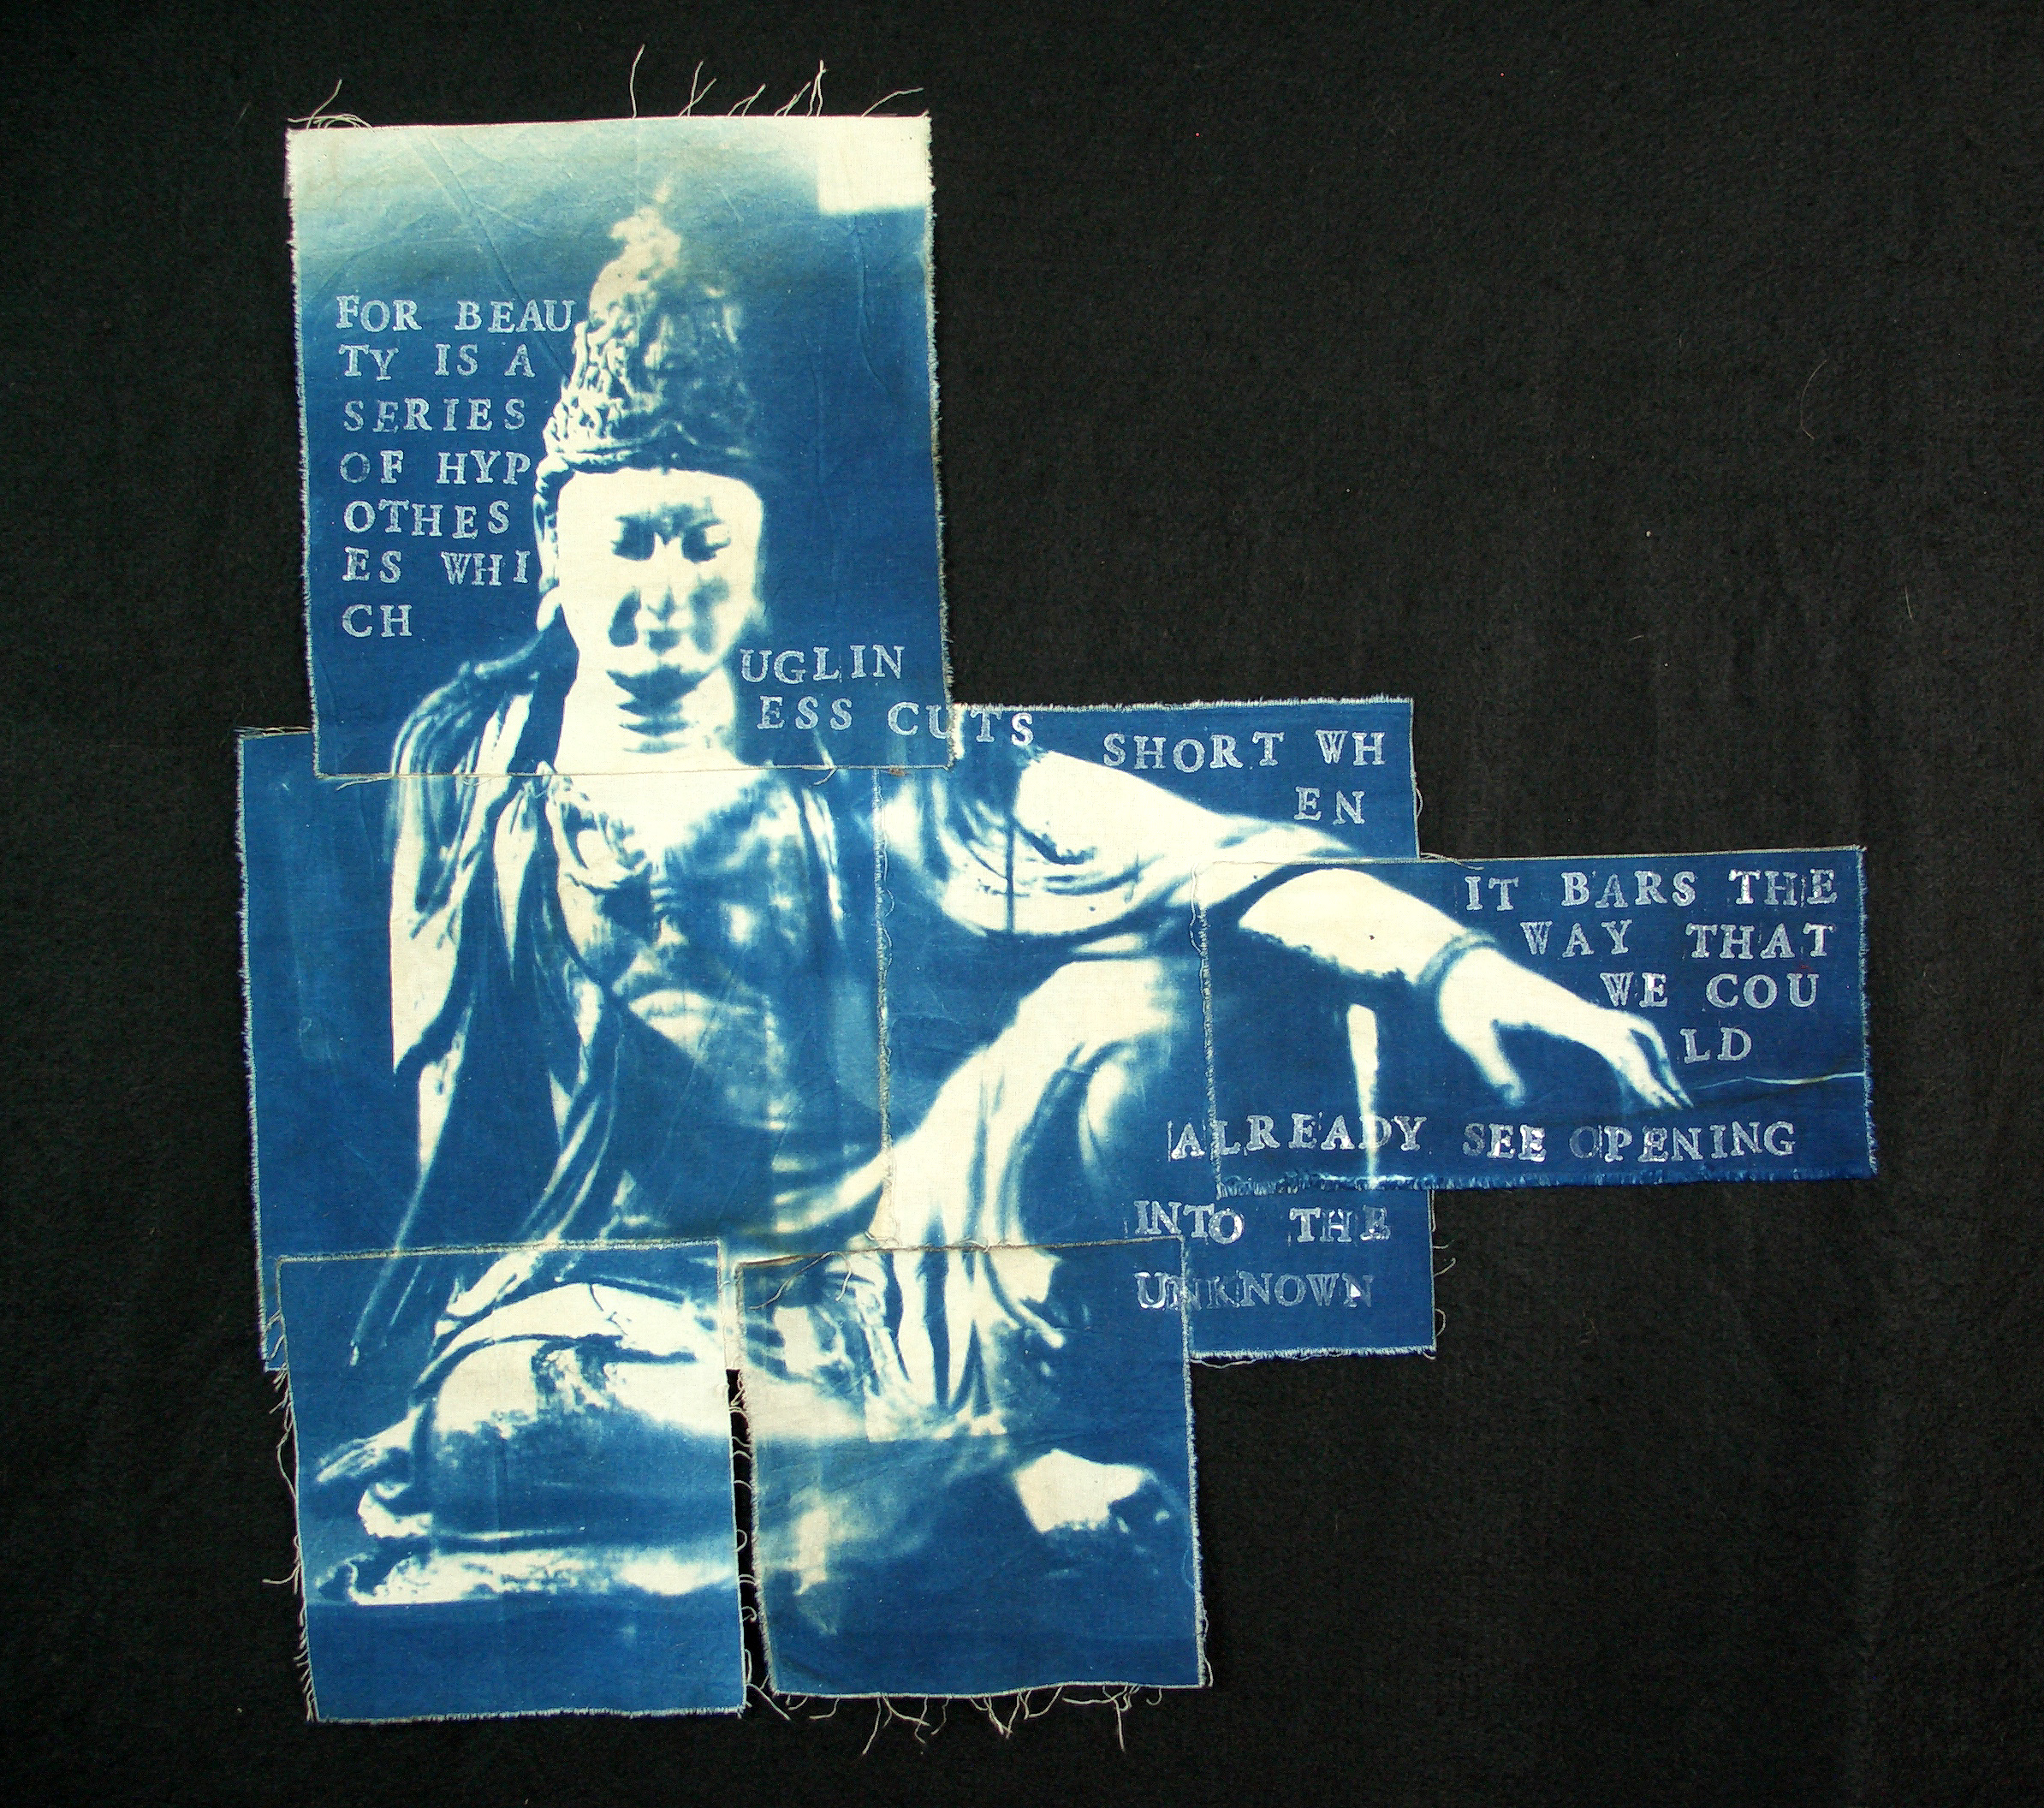 FOR BEAU
TY IS A
SERIES
OF HYP
OTHES
ES WHI
CH
UGLIN
ESS CUTS
SHORT WH
EN
IT BARS THE
WAY THAT
WE COU
LD
ALREADY SEE OPENING
INTO THE
UNKNOWN